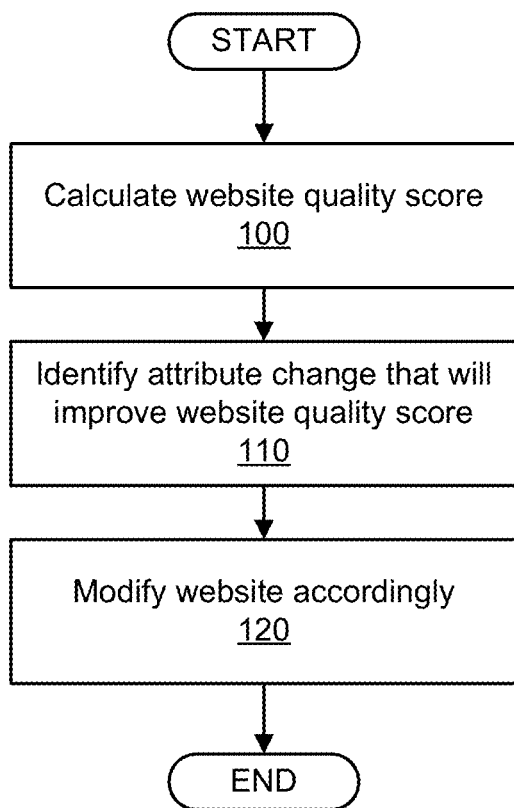 START
Calculate website quality score
100
Identify attribute change that will
improve website quality score
110
Modify website accordingly
120
END